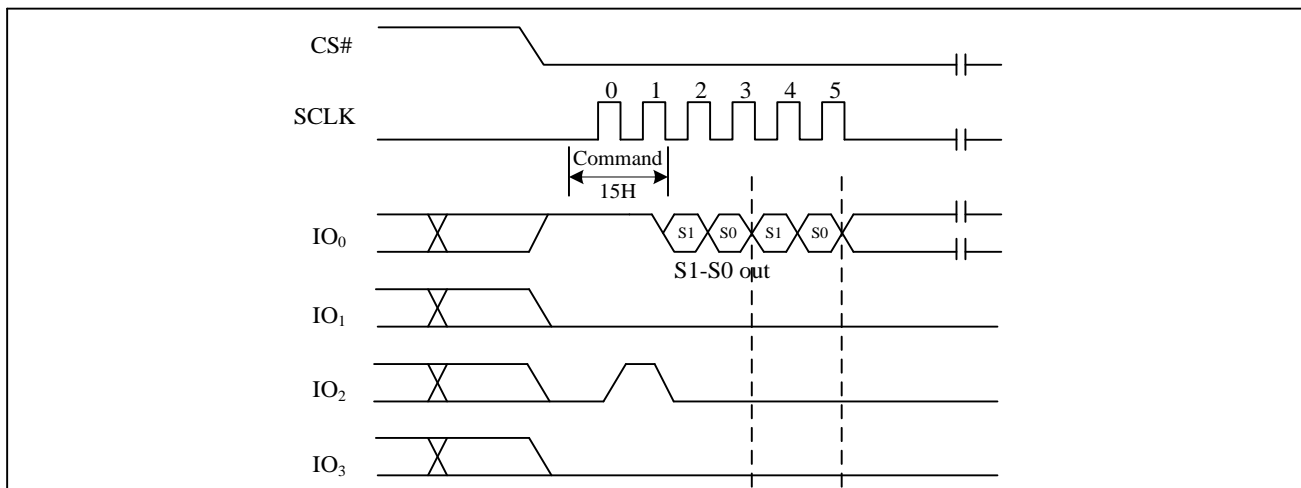 CS#
0 1 2 3 4 5
SCLK
Command
15H
IO₀
S1 S0 S1 S0
S1-S0 out
IO₁
IO₂
IO₃